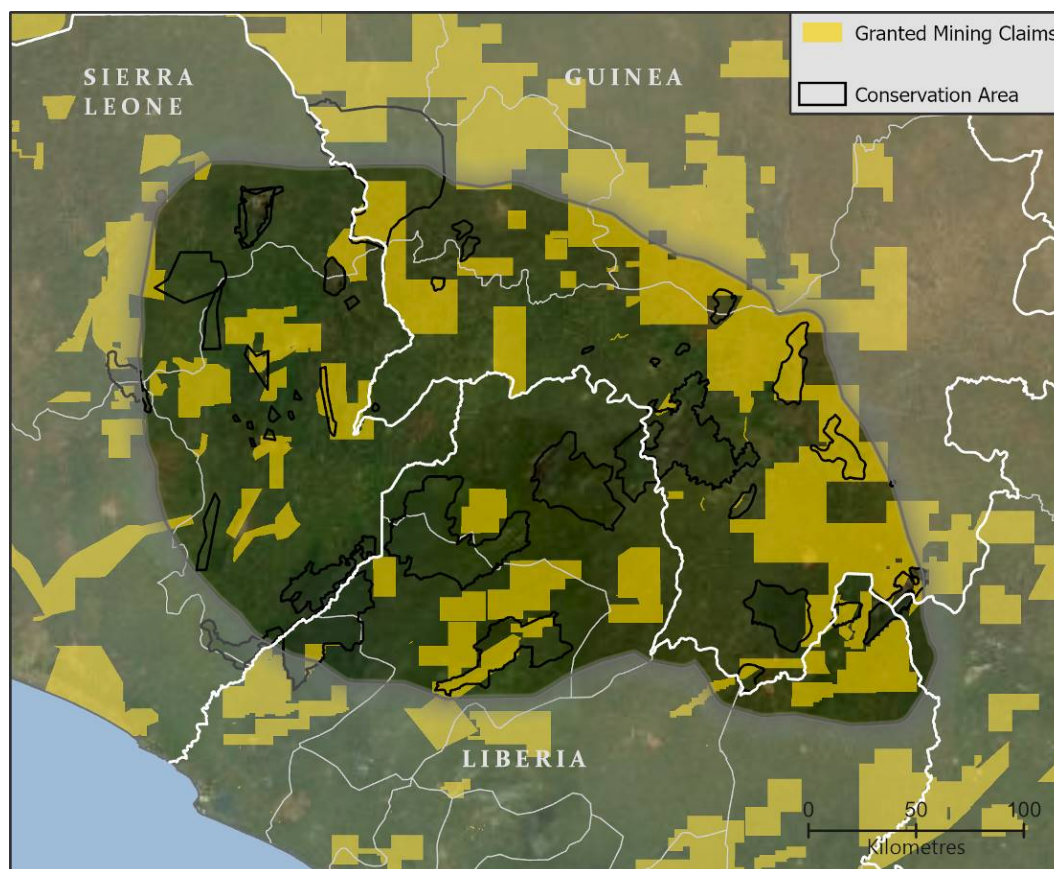 Granted Mining Claims
Conservation Area
SIERRA
LEONE
GUINEA
LIBERIA
0 50 100
Kilometres